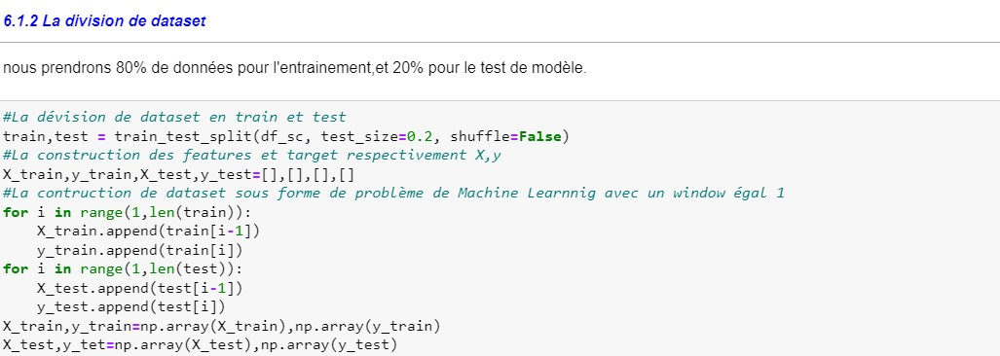 6.1.2 La division de dataset
nous prendrons 80% de données pour l'entrainement,et 20% pour le test de modèle.
#La dévision de dataset en train et test
train,test = train_test_split(df_sc, test_size=0.2, shuffle=False)
#La construction des features et target respectivement X,y
X_train,y_train,X_test,y_test=[],[],[],[]
#La contruction de dataset sous forme de problème de Machine Learnnig avec un window égal 1
for i in range(1,len(train)):
    X_train.append(train[i-1])
    y_train.append(train[i])
for i in range(1,len(test)):
    X_test.append(test[i-1])
    y_test.append(test[i])
X_train,y_train=np.array(X_train),np.array(y_train)
X_test,y_tet=np.array(X_test),np.array(y_test)